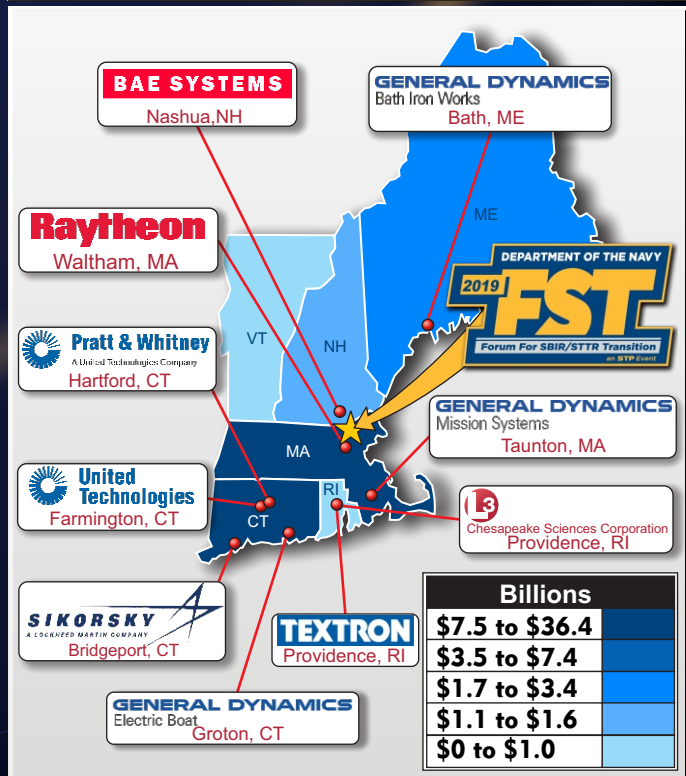 BAE SYSTEMS
Nashua,NH
GENERAL DYNAMICS
Bath Iron Works
Bath, ME
Raytheon
Waltham, MA
ME
DEPARTMENT OF THE NAVY
2019
FST
Forum For SBIR/STTR Transition
an STP Event
Pratt & Whitney
A United Technologies Company
Hartford, CT
VT
NH
GENERAL DYNAMICS
Mission Systems
Taunton, MA
MA
United
Technologies
Farmington, CT
RI
CT
L3
Chesapeake Sciences Corporation
Providence, RI
SIKORSKY
A LOCKHEED MARTIN COMPANY
Bridgeport, CT
TEXTRON
Providence, RI
GENERAL DYNAMICS
Electric Boat
Groton, CT
Billions
$7.5 to $36.4
$3.5 to $7.4
$1.7 to $3.4
$1.1 to $1.6
$0 to $1.0